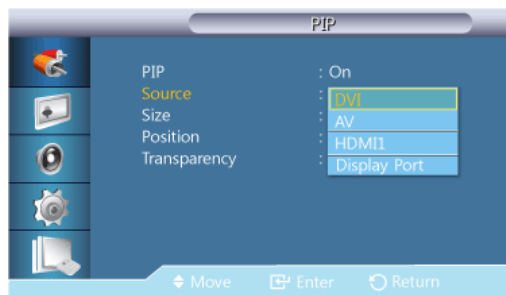 PIP
PIP : On
Source : DVI
Size : AV
Position : HDMI1
Transparency : Display Port
Move Enter Return